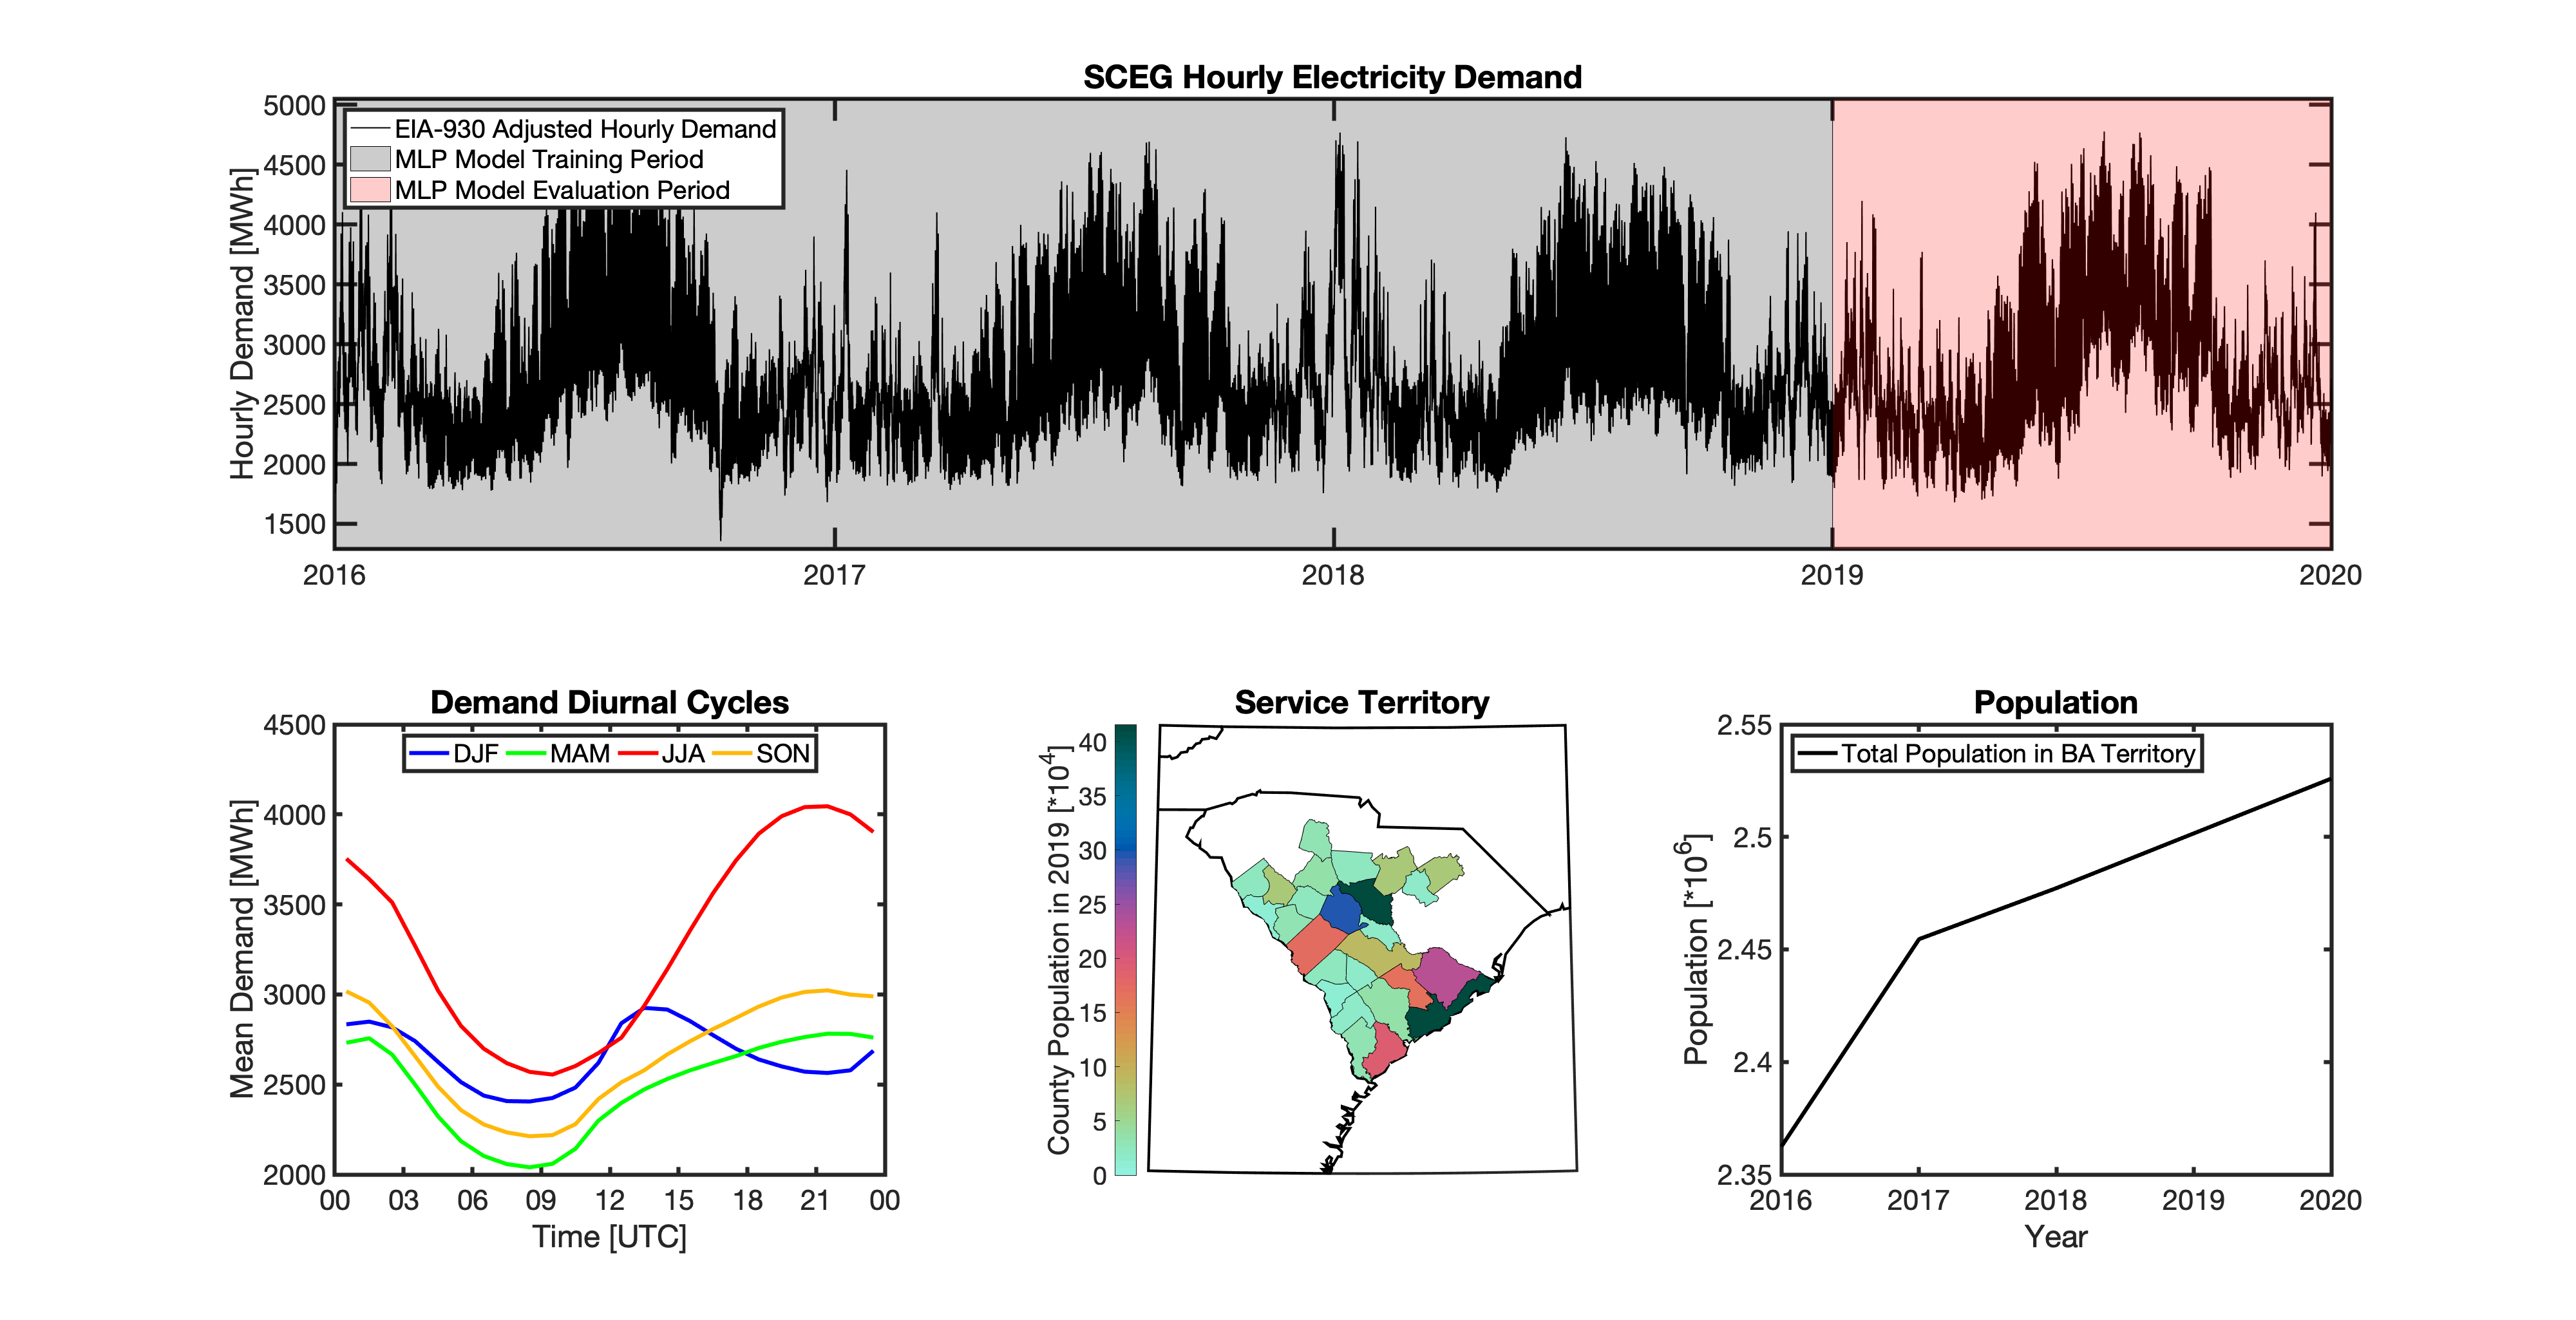 SCEG Hourly Electricity Demand
Hourly Demand [MWh]
5000
4500
4000
3500
3000
2500
2000
1500
EIA-930 Adjusted Hourly Demand
MLP Model Training Period
MLP Model Evaluation Period
2016 2017 2018 2019 2020
Demand Diurnal Cycles
Mean Demand [MWh]
4500
4000
3500
3000
2500
2000
DJF MAM JJA SON
00 03 06 09 12 15 18 21 00
Time [UTC]
Service Territory
County Population in 2019 [*10^4]
40
35
30
25
20
15
10
5
0
Population
Population [*10^6]
2.55
2.5
2.45
2.4
2.35
Total Population in BA Territory
2016 2017 2018 2019 2020
Year